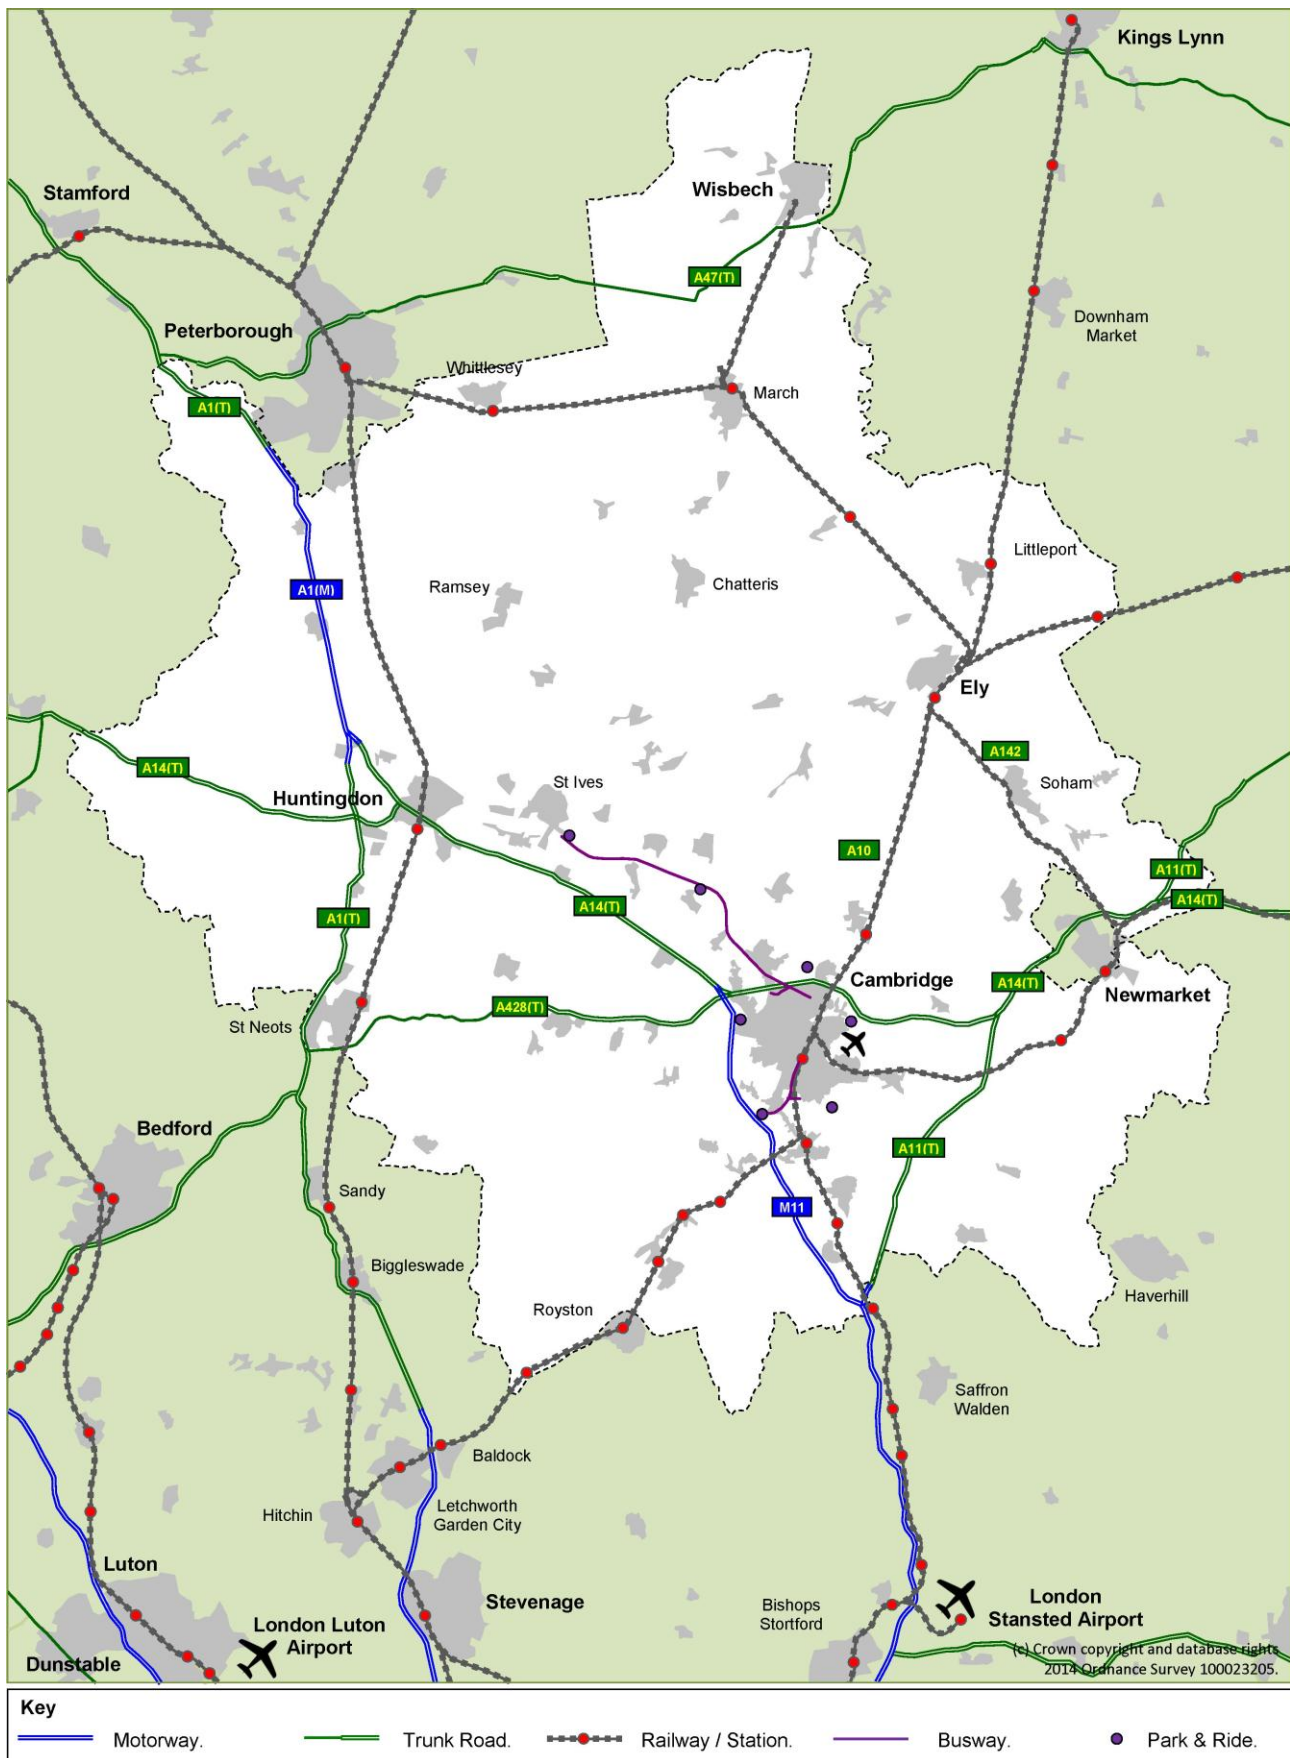 Kings Lynn
Stamford
Wisbech
A47(T)
Peterborough
Downham
Market
Whittlesey
March
A1(T)
Littleport
A1(M)
Ramsey
Chatteris
Ely
A142
A14(T)
Soham
Huntingdon
St Ives
A10
A11(T)
A14(T)
A14(T)
A1(T)
Cambridge
A14(T)
Newmarket
A428(T)
St Neots
Bedford
A11(T)
Sandy
M11
Biggleswade
Haverhill
Royston
Saffron
Walden
Baldock
Hitchin
Letchworth
Garden City
Luton
Stevenage
London Luton
Airport
Dunstable
Bishops
Stortford
London
Stansted Airport
(c) Crown copyright and database rights
2014 Ordnance Survey 100023205.
Key
Motorway.
Trunk Road.
Railway / Station.
Busway.
Park & Ride.